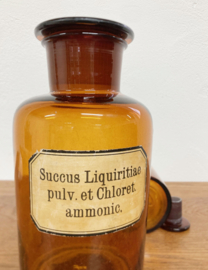 Succus Liquiritiae
pulv. et Chloret.
ammonic.